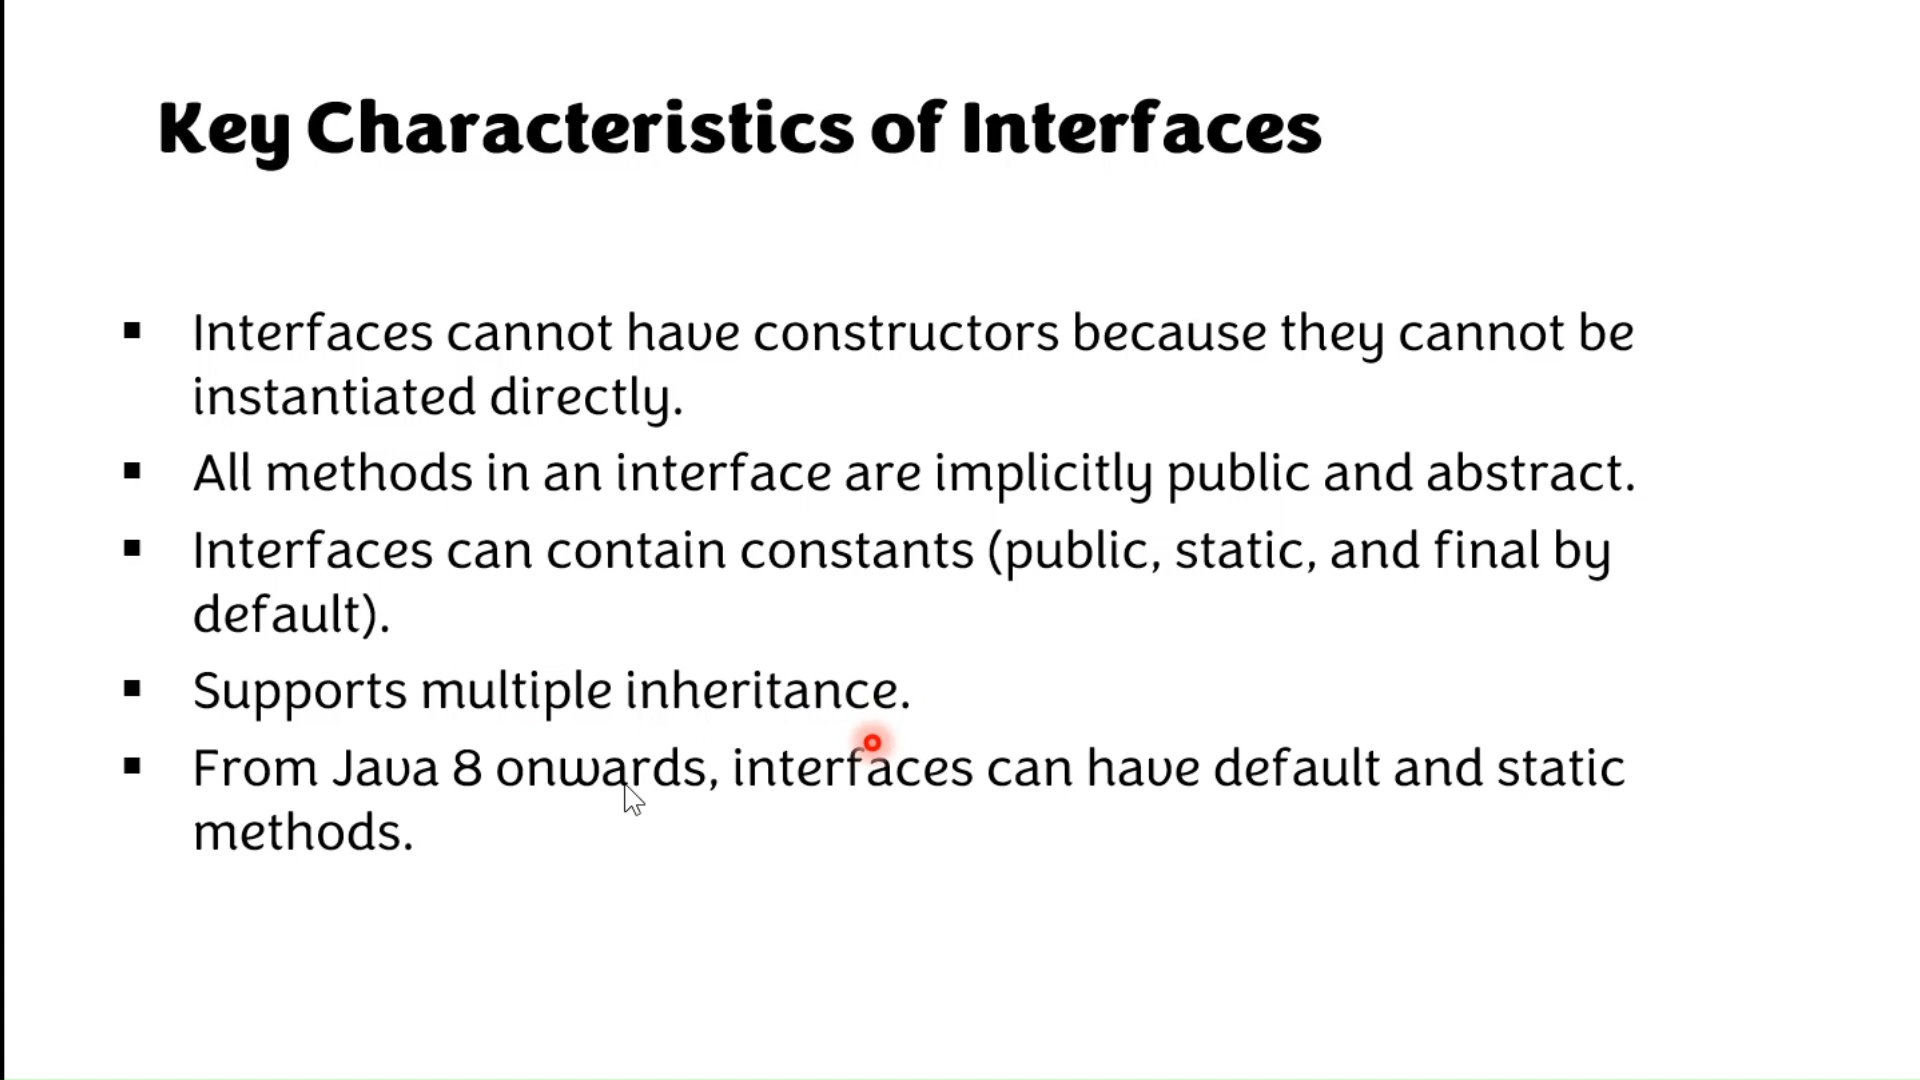 Key Characteristics of Interfaces
▪ Interfaces cannot have constructors because they cannot be
instantiated directly.
▪ All methods in an interface are implicitly public and abstract.
▪ Interfaces can contain constants (public, static, and final by
default).
▪ Supports multiple inheritance.
▪ From Java 8 onwards, interfaces can have default and static
methods.